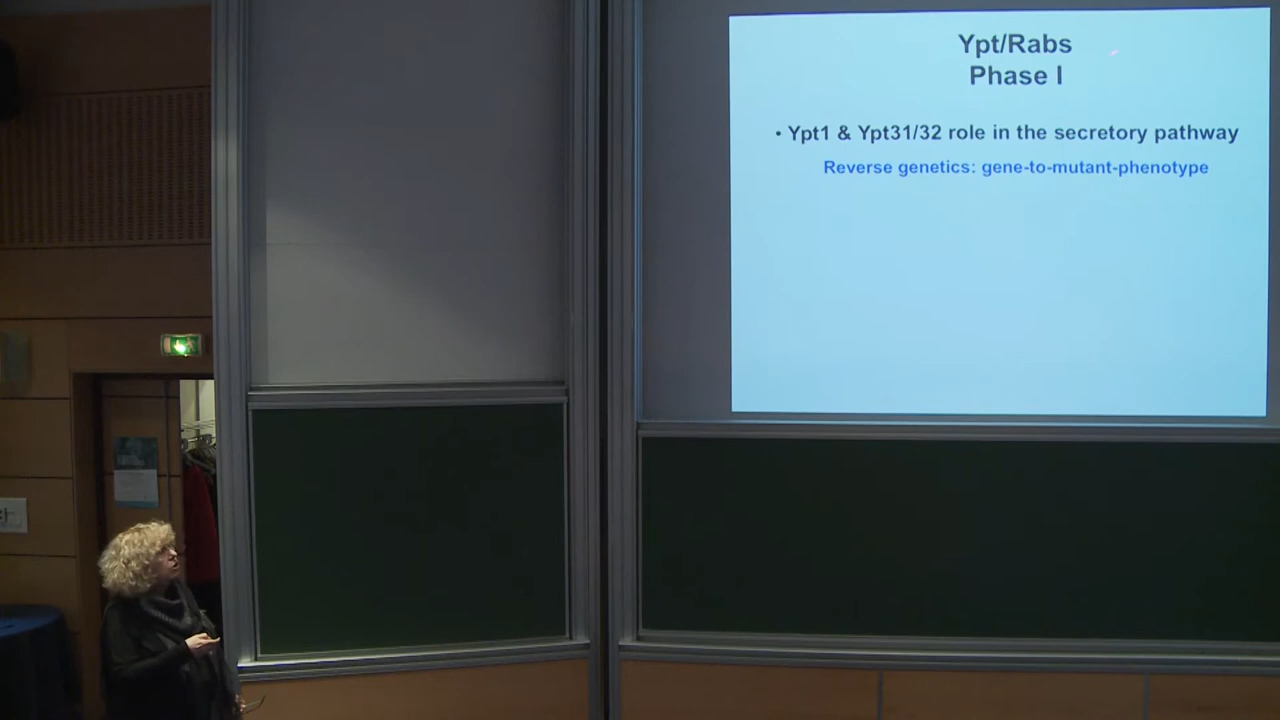 Ypt/Rabs
Phase I
• Ypt1 & Ypt31/32 role in the secretory pathway
Reverse genetics: gene-to-mutant-phenotype